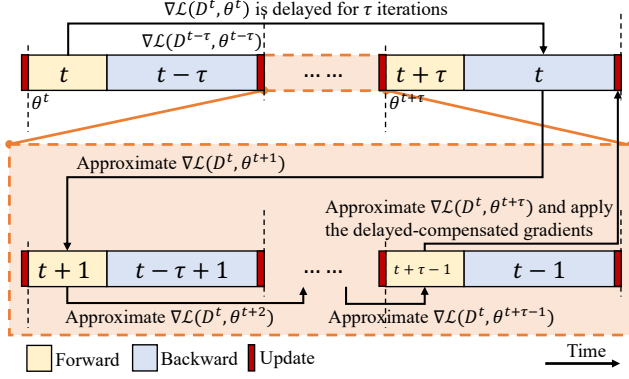 ∇ℒ(D^t, θ^t) is delayed for τ iterations
∇ℒ(D^{t−τ}, θ^{t−τ})
t
t − τ
... ...
t + τ
t
θ^t
θ^{t+τ}
Approximate ∇ℒ(D^t, θ^{t+1})
Approximate ∇ℒ(D^t, θ^{t+τ}) and apply
the delayed-compensated gradients
t + 1
t − τ + 1
... ...
t + τ − 1
t − 1
Approximate ∇ℒ(D^t, θ^{t+2})
Approximate ∇ℒ(D^t, θ^{t+τ−1})
Forward
Backward
Update
Time